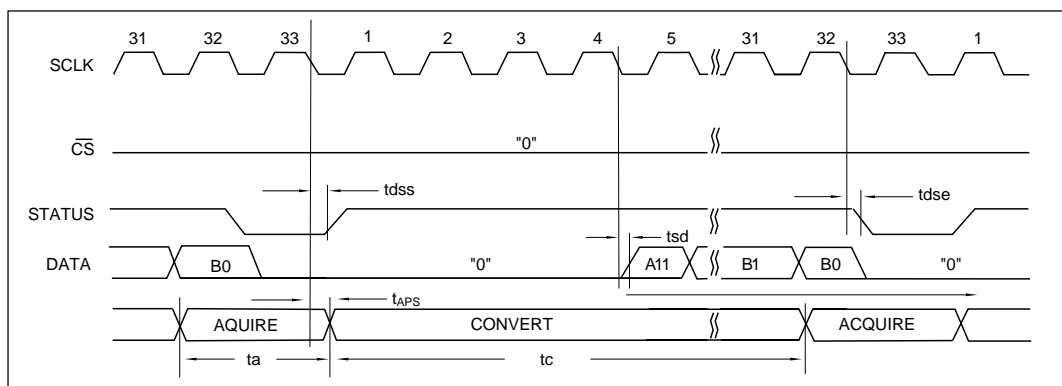 31 32 33 1 2 3 4 5 31 32 33 1
SCLK
CS "0"
tdss tdse
STATUS
tsd
DATA B0 "0" A11 B1 B0 "0"
tAPS
AQUIRE CONVERT ACQUIRE
ta tc